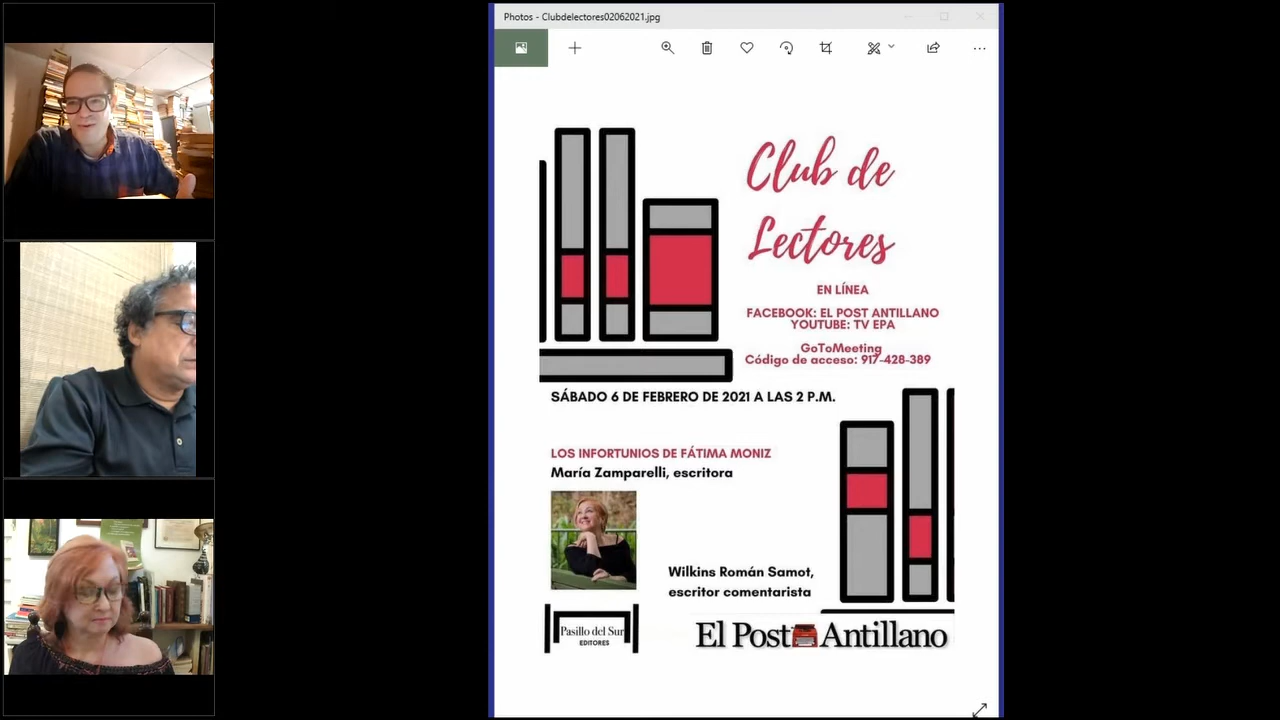 Photos - Clubdelectores02062021.jpg
Club de
Lectores
EN LÍNEA
FACEBOOK: EL POST ANTILLANO
YOUTUBE: TV EPA
GoToMeeting
Código de acceso: 917-428-389
SÁBADO 6 DE FEBRERO DE 2021 A LAS 2 P.M.
LOS INFORTUNIOS DE FÁTIMA MONIZ
María Zamparelli, escritora
Wilkins Román Samot,
escritor comentarista
Pasillo del Sur
EDITORES
El Post Antillano